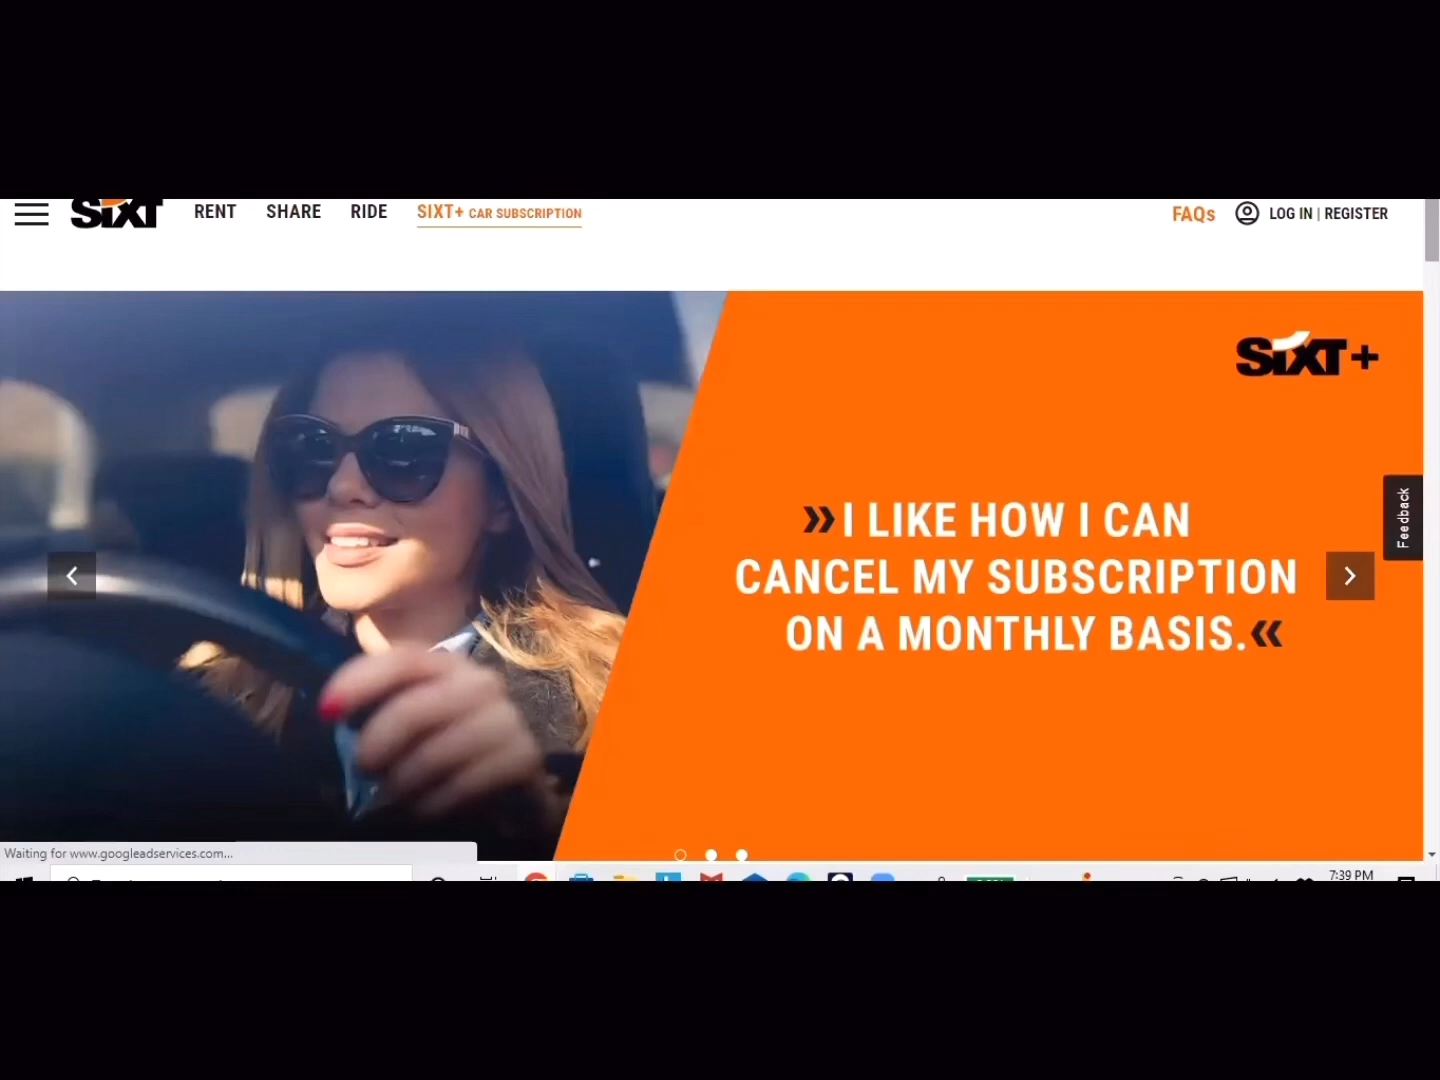 SIXT RENT SHARE RIDE SIXT+ CAR SUBSCRIPTION FAQs LOG IN | REGISTER
SIXT+
»I LIKE HOW I CAN
CANCEL MY SUBSCRIPTION
ON A MONTHLY BASIS.«
Feedback
Waiting for www.googleadservices.com...
7:39 PM